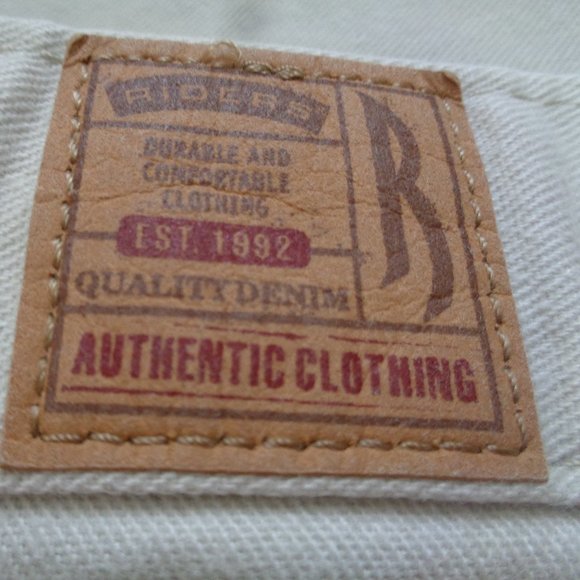 RIDERS
DURABLE AND
COMFORTABLE
CLOTHING
EST. 1992
QUALITY DENIM
R
AUTHENTIC CLOTHING